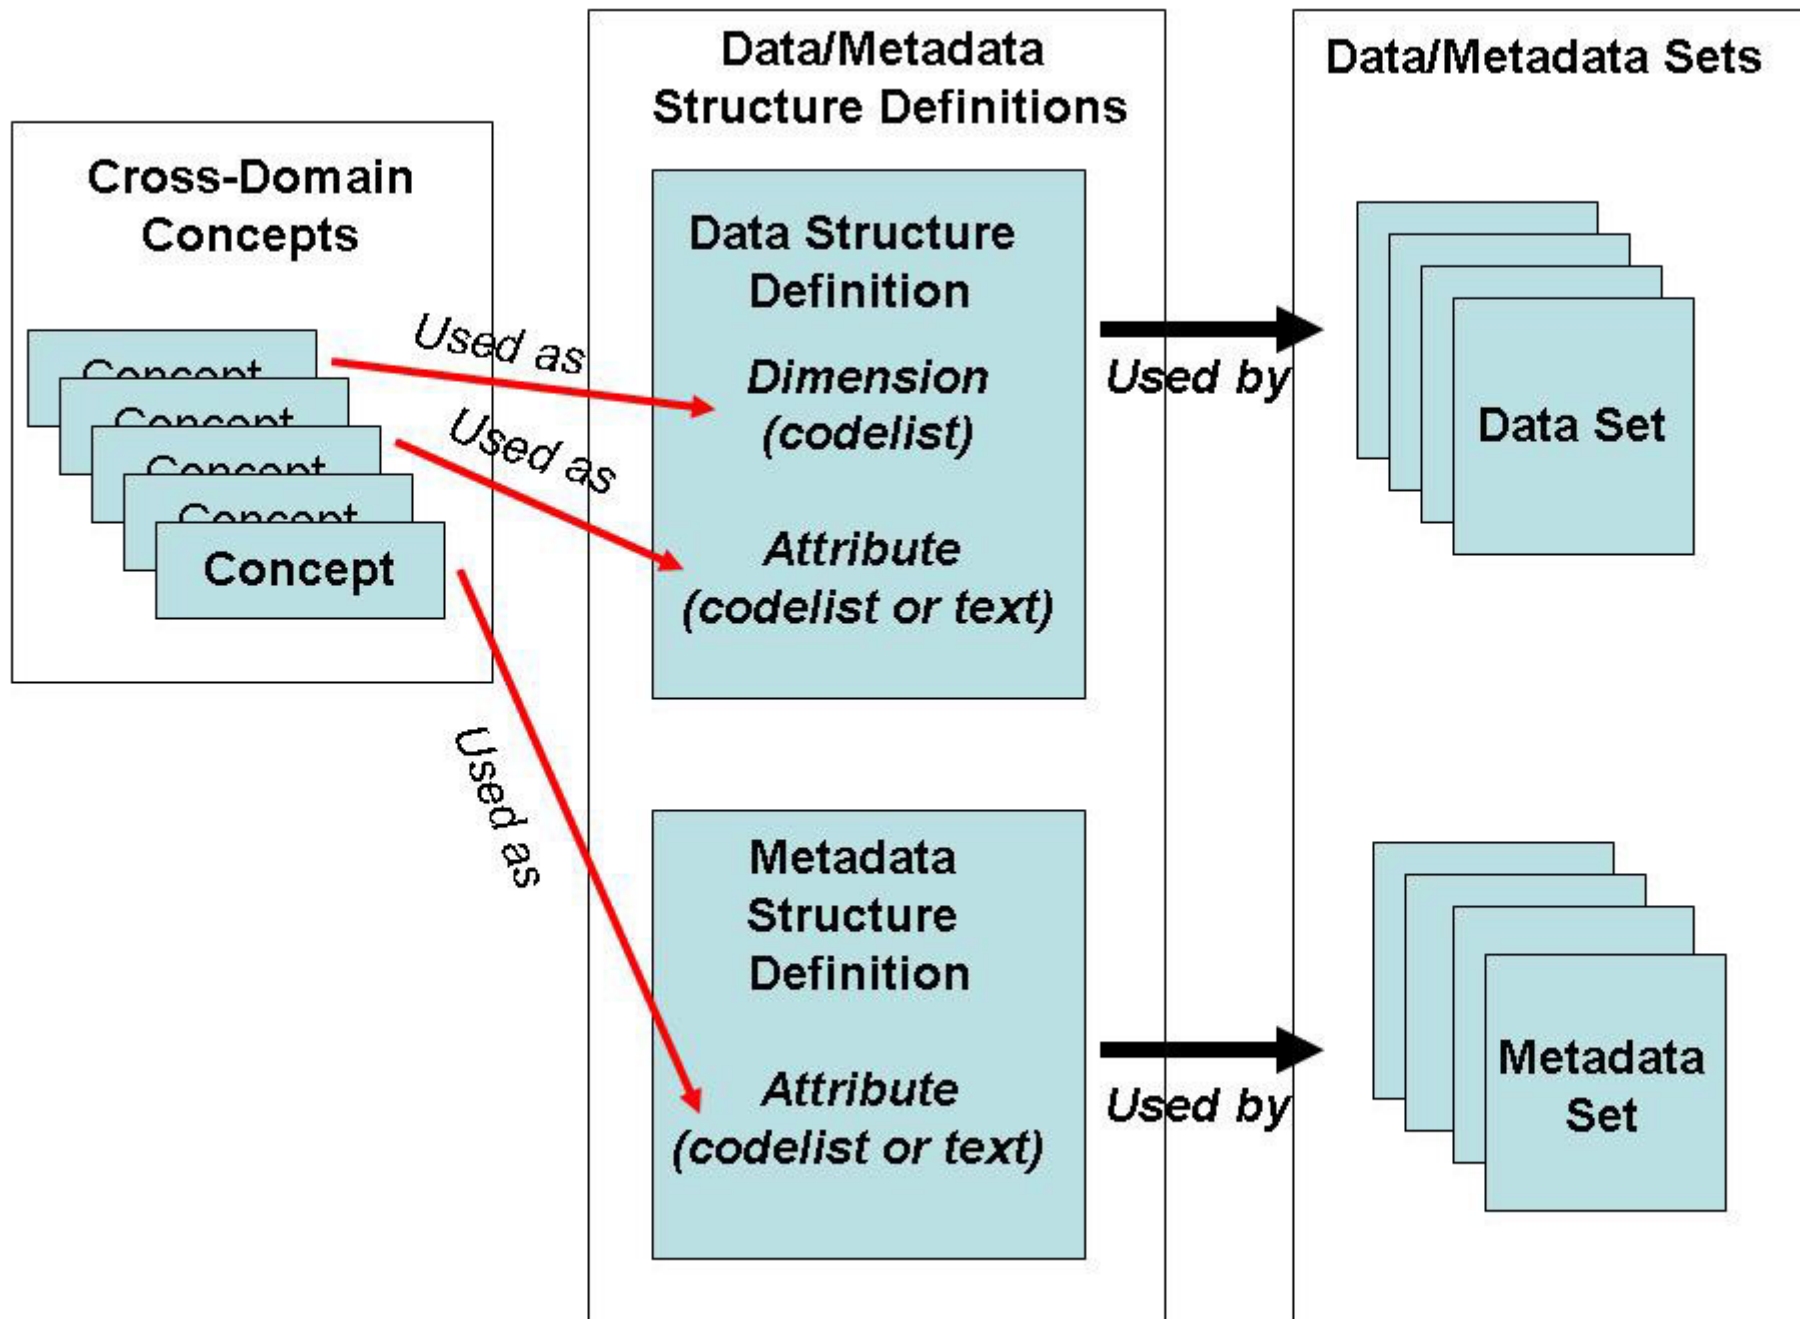 Cross-Domain
Concepts
Concept
Concept
Concept
Concept
Concept
Used as
Used as
Used as
Data/Metadata
Structure Definitions
Data Structure
Definition
Dimension
(codelist)
Attribute
(codelist or text)
Metadata
Structure
Definition
Attribute
(codelist or text)
Used by
Used by
Data/Metadata Sets
Data Set
Metadata
Set